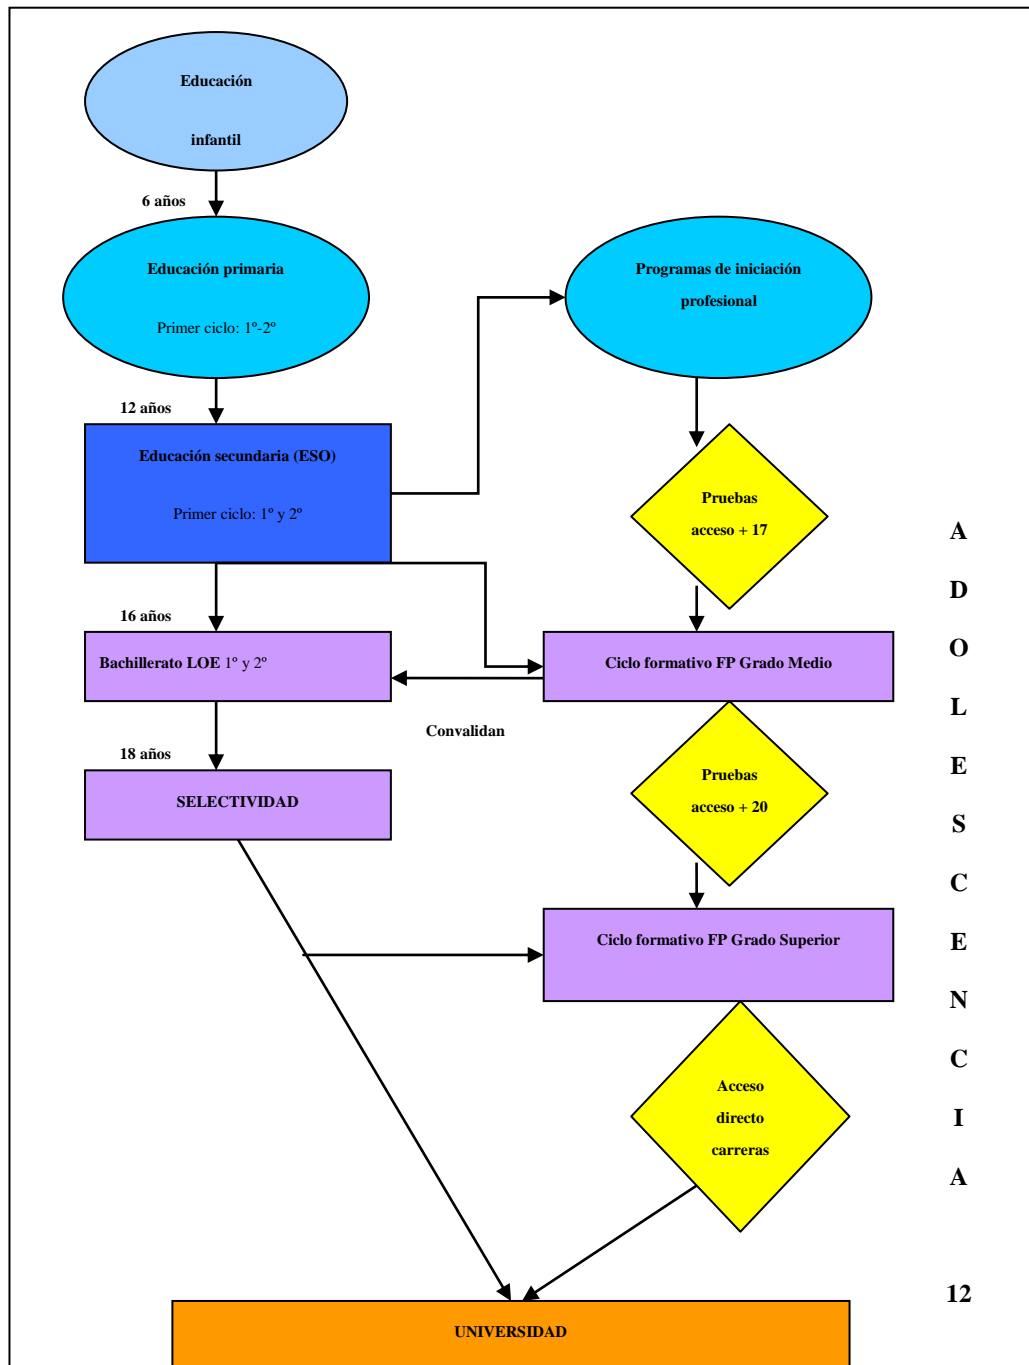 Educación
infantil
6 años
Educación primaria
Primer ciclo: 1º-2º
Programas de iniciación
profesional
12 años
Educación secundaria (ESO)
Primer ciclo: 1º y 2º
Pruebas
acceso + 17
16 años
Bachillerato LOE 1º y 2º
Ciclo formativo FP Grado Medio
Convalidan
18 años
SELECTIVIDAD
Pruebas
acceso + 20
Ciclo formativo FP Grado Superior
Acceso
directo
carreras
UNIVERSIDAD
A
D
O
L
E
S
C
E
N
C
I
A
12